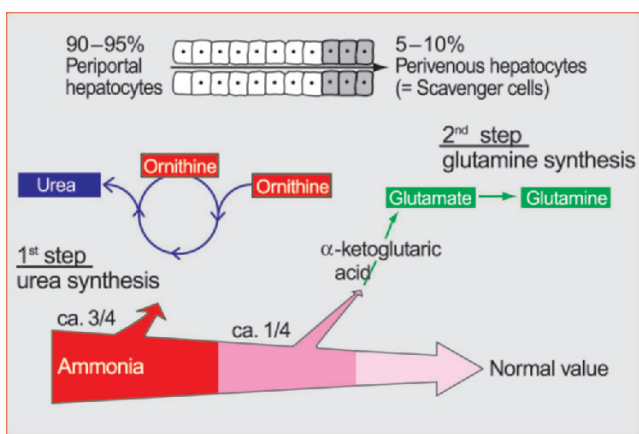 90–95%
Periportal
hepatocytes
5–10%
Perivenous hepatocytes
(= Scavenger cells)
2nd step
glutamine synthesis
Ornithine
Urea
Ornithine
Glutamate
Glutamine
1st step
urea synthesis
α-ketoglutaric
acid
ca. 3/4
ca. 1/4
Ammonia
Normal value